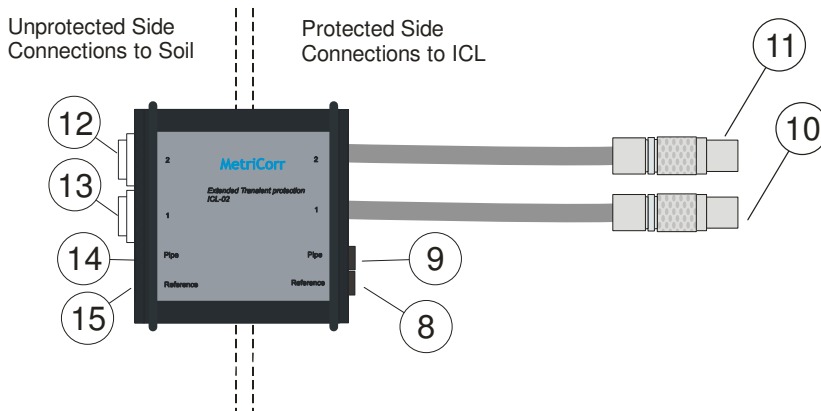 Unprotected Side
Connections to Soil
Protected Side
Connections to ICL
11
10
12
13
14
15
9
8
2
MetriCorr
2
Extended Transient protection
ICL-02
1
1
Pipe
Pipe
Reference
Reference